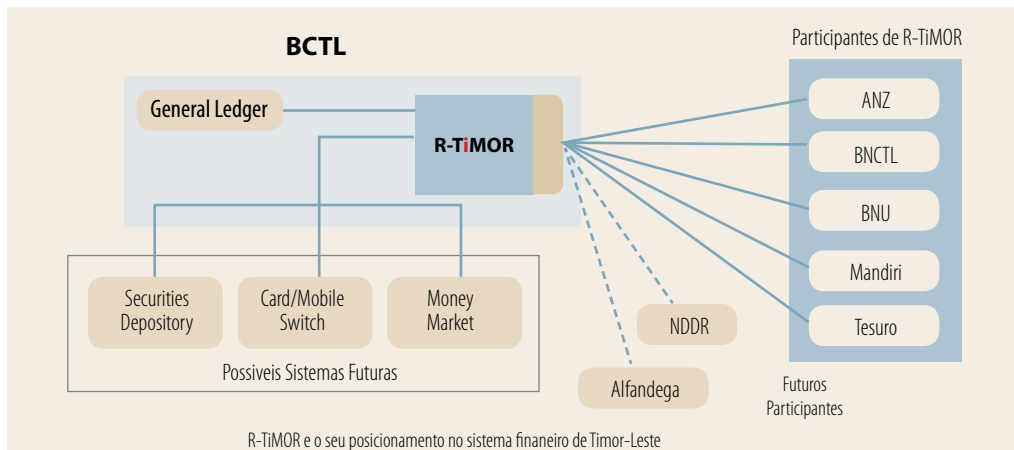 BCTL
Participantes de R-TiMOR
General Ledger
R-TiMOR
ANZ
BNCTL
BNU
Mandiri
Tesuro
Securities
Depository
Card/Mobile
Switch
Money
Market
Possiveis Sistemas Futuras
NDDR
Alfandega
Futuros
Participantes
R-TiMOR e o seu posicionamento no sistema finaneiro de Timor-Leste